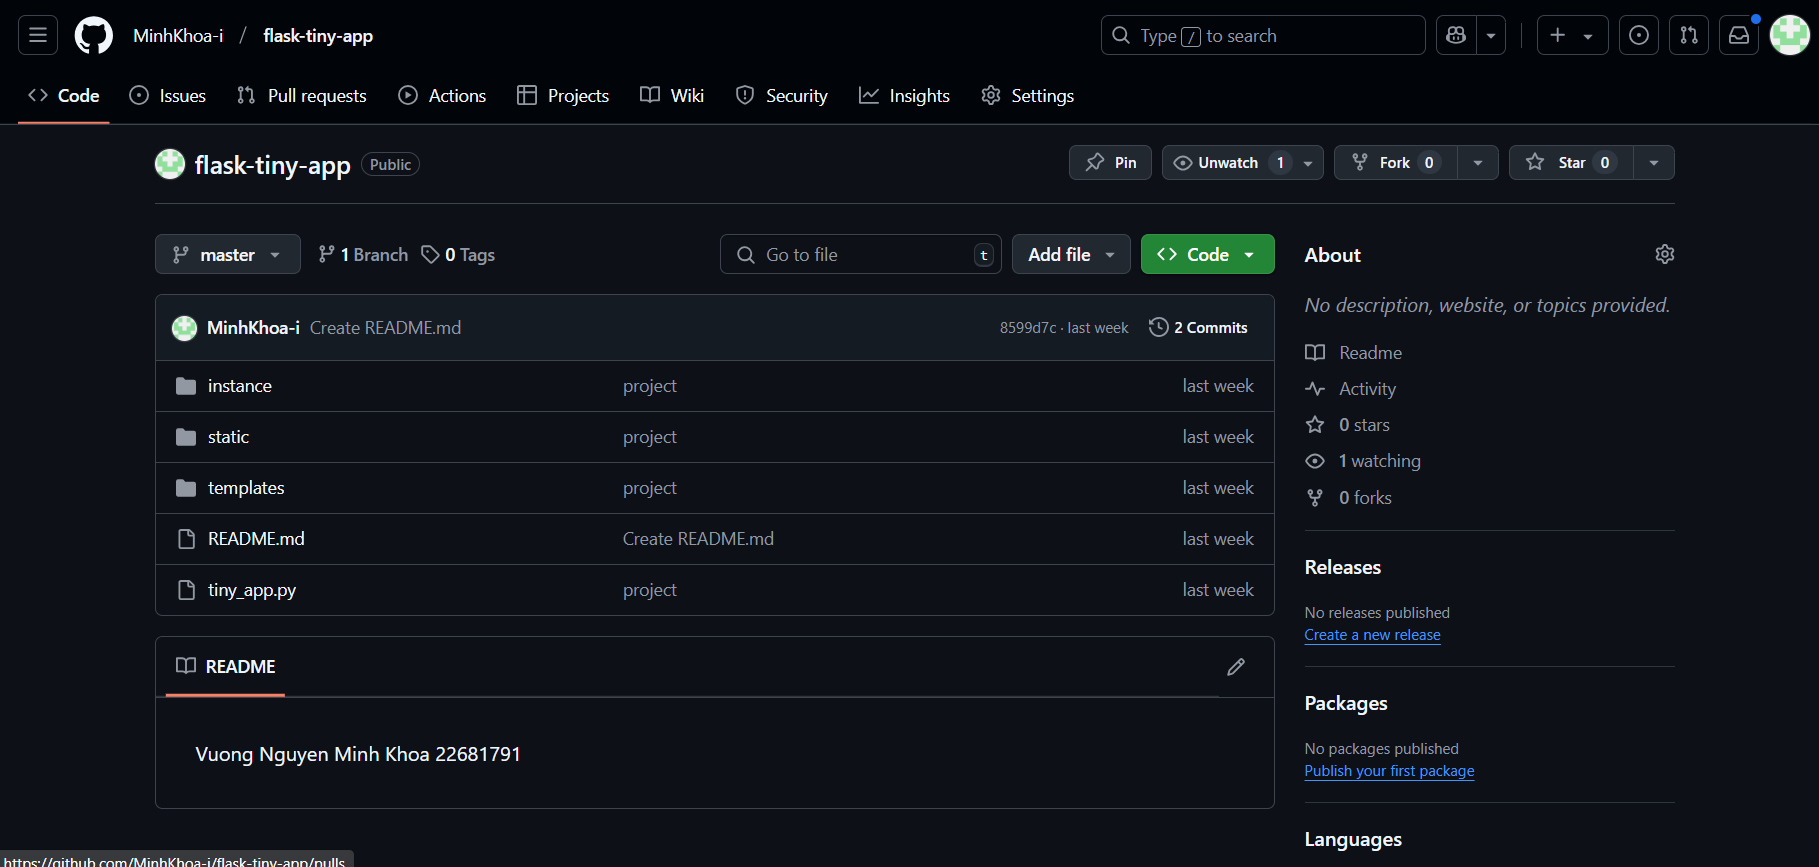 MinhKhoa-i / flask-tiny-app
Type / to search
Code
Issues
Pull requests
Actions
Projects
Wiki
Security
Insights
Settings
flask-tiny-app Public
Pin
Unwatch 1
Fork 0
Star 0
master
1 Branch
0 Tags
Go to file t
Add file
Code
MinhKhoa-i Create README.md 8599d7c · last week 2 Commits
instance project last week
static project last week
templates project last week
README.md Create README.md last week
tiny_app.py project last week
README
Vuong Nguyen Minh Khoa 22681791
About
No description, website, or topics provided.
Readme
Activity
0 stars
1 watching
0 forks
Releases
No releases published
Create a new release
Packages
No packages published
Publish your first package
Languages
https://github.com/MinhKhoa-i/flask-tiny-app/pulls